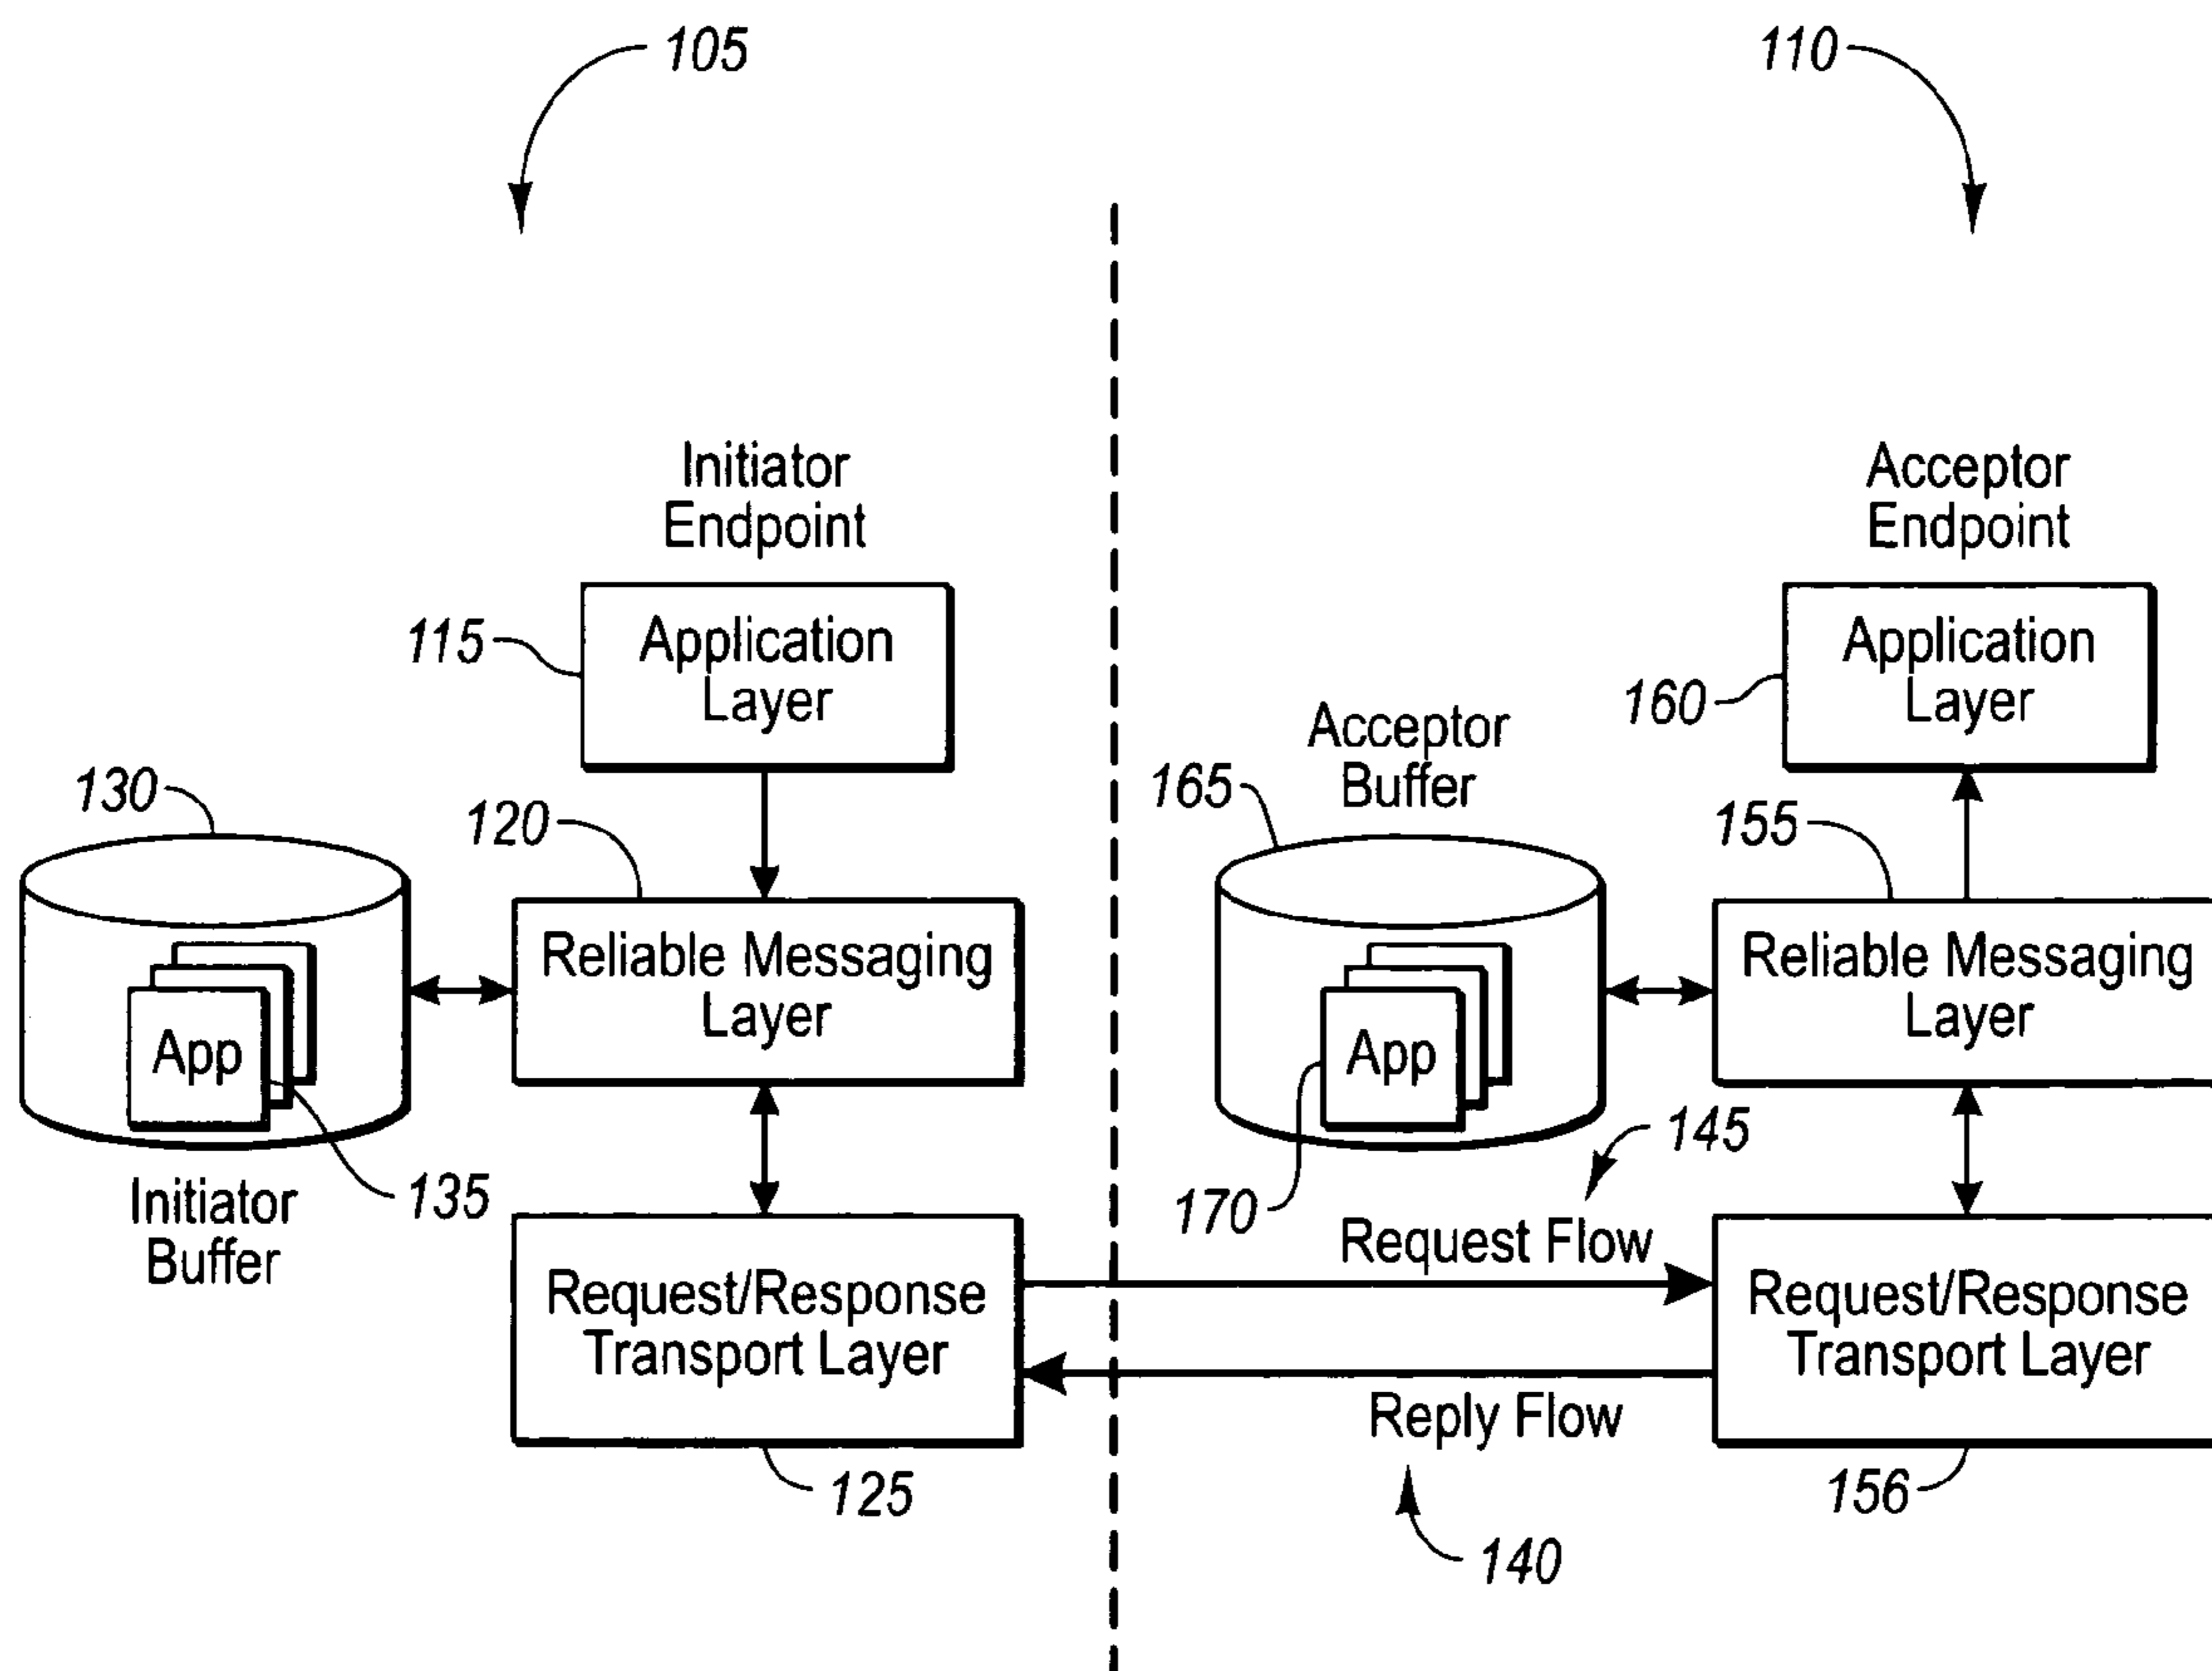 105
110
Initiator
Endpoint
Acceptor
Endpoint
115
Application
Layer
160
Application
Layer
Acceptor
Buffer
130
120
165
155
Reliable Messaging
Layer
Reliable Messaging
Layer
App
App
135
Initiator
Buffer
170
145
Request Flow
Request/Response
Transport Layer
Request/Response
Transport Layer
Reply Flow
125
156
140